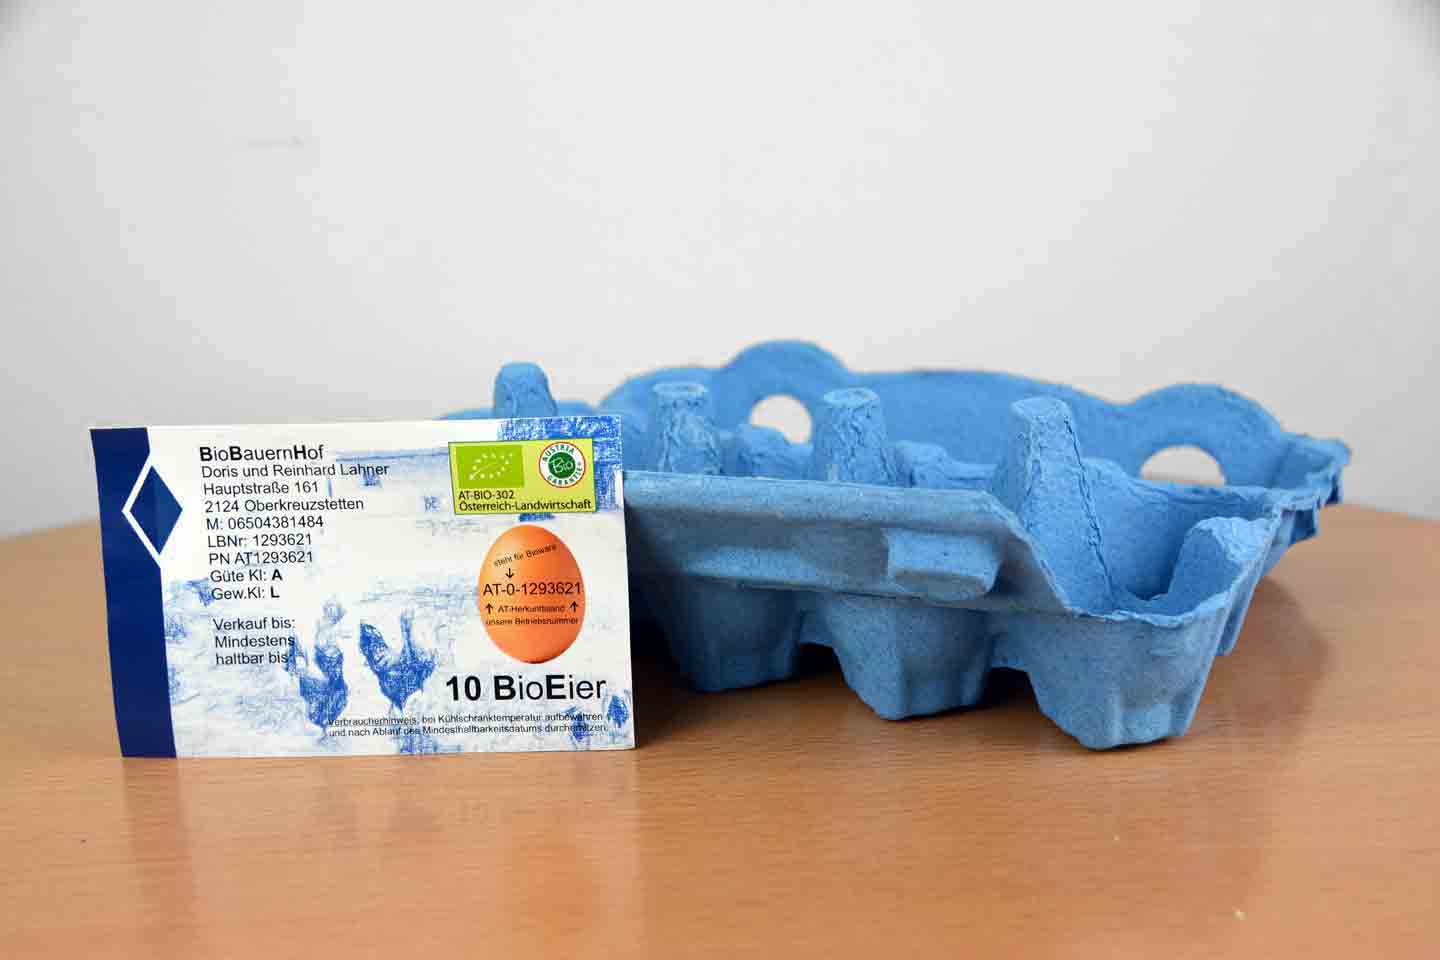 BioBauernHof
Doris und Reinhard Lahner
Hauptstraße 161
2124 Oberkreuzstetten
M: 06504381484
LBNr: 1293621
PN AT1293621
Güte Kl: A
Gew.Kl: L
Verkauf bis:
Mindestens
haltbar bis:
AUSTRIA
Bio
GARANTIE
AT-BIO-302
Österreich-Landwirtschaft
steht für Bioware
↓
AT-0-1293621
↑ AT-Herkunftsland ↑
unsere Betriebsnummer
10 BioEier
Verbraucherhinweis: bei Kühlschranktemperatur aufbewahren
und nach Ablauf des Mindesthaltbarkeitsdatums durcherhitzen.